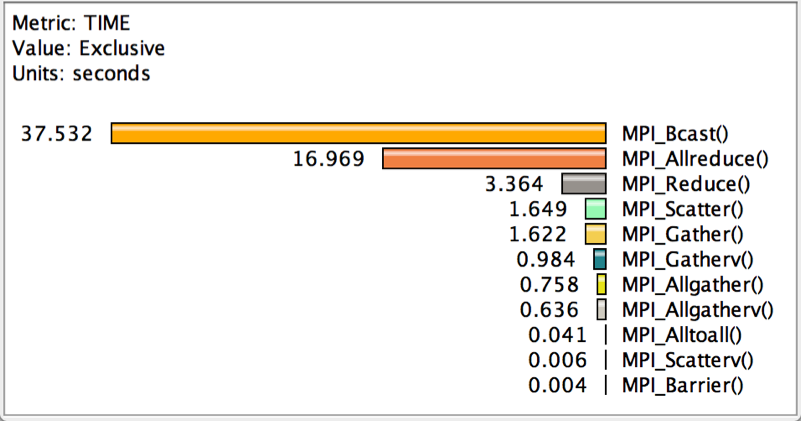 Metric: TIME
Value: Exclusive
Units: seconds
37.532 MPI_Bcast()
16.969 MPI_Allreduce()
3.364 MPI_Reduce()
1.649 MPI_Scatter()
1.622 MPI_Gather()
0.984 MPI_Gatherv()
0.758 MPI_Allgather()
0.636 MPI_Allgatherv()
0.041 MPI_Alltoall()
0.006 MPI_Scatterv()
0.004 MPI_Barrier()